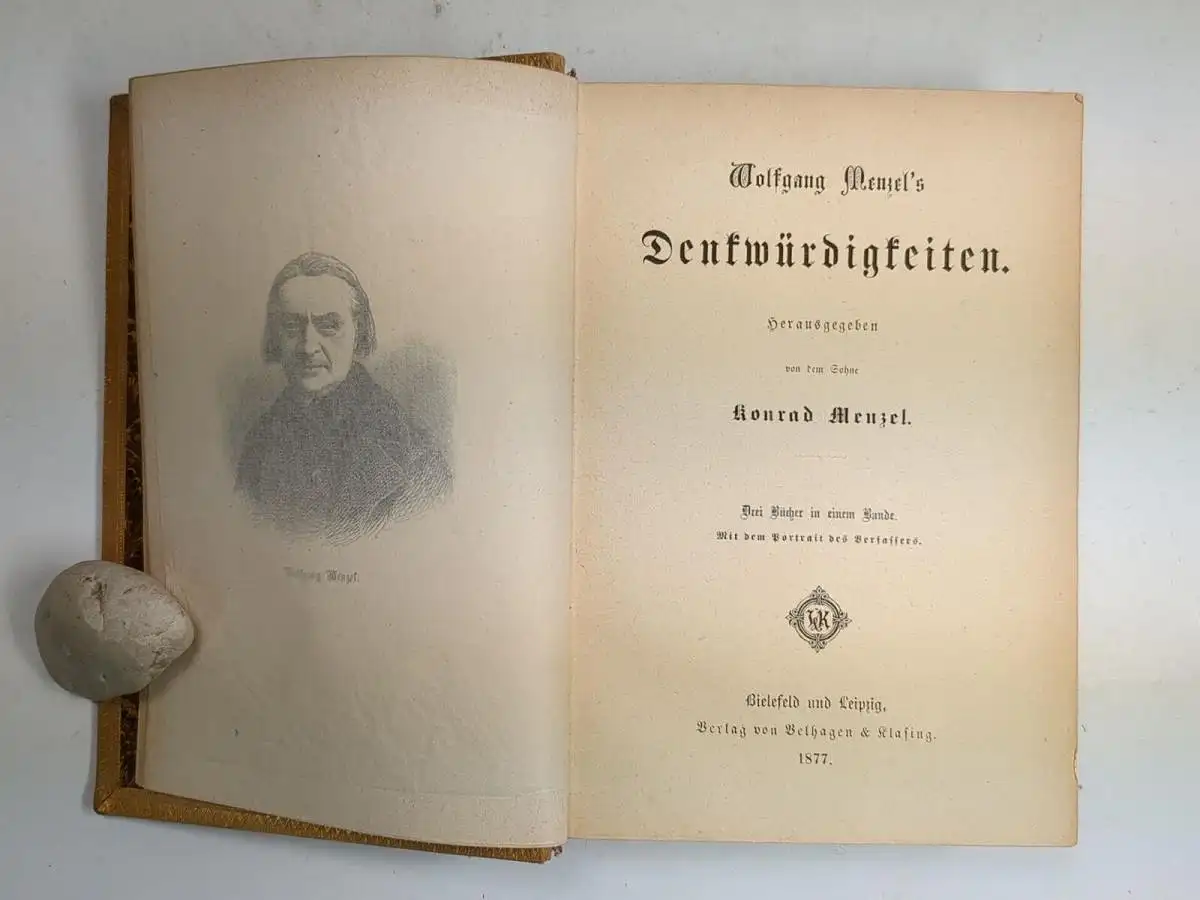 Wolfgang Menzel.
Wolfgang Menzel's
Denkwürdigkeiten.
Herausgegeben
von dem Sohne
Konrad Menzel.
Drei Bücher in einem Bande.
Mit dem Portrait des Verfassers.
V&K
Bielefeld und Leipzig,
Verlag von Velhagen & Klasing.
1877.